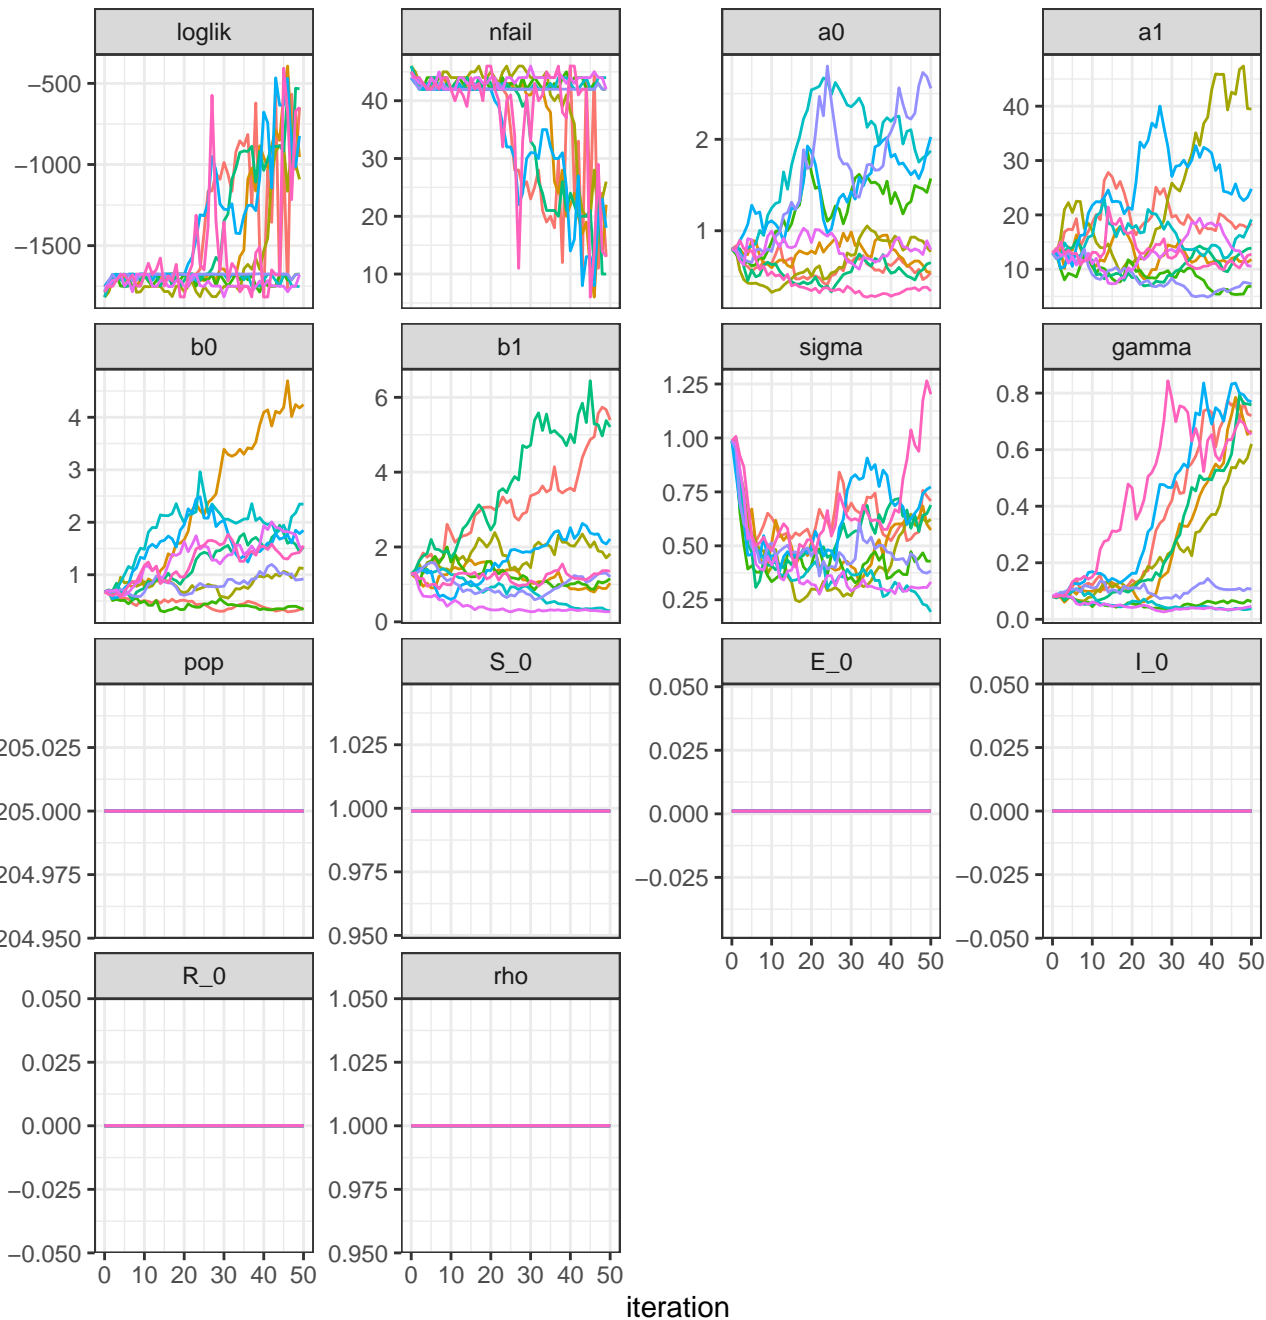 loglik nfail a0 a1
−500 −1000 −1500
40 30 20 10
2 1
40 30 20 10
b0 b1 sigma gamma
4 3 2 1
6 4 2 0
1.25 1.00 0.75 0.50 0.25
0.8 0.6 0.4 0.2 0.0
pop S_0 E_0 I_0
205.025 205.000 204.975 204.950
1.025 1.000 0.975 0.950
0.050 0.025 0.000 −0.025
0.050 0.025 0.000 −0.025 −0.050
0 10 20 30 40 50 0 10 20 30 40 50
R_0 rho
0.050 0.025 0.000 −0.025 −0.050
1.050 1.025 1.000 0.975 0.950
0 10 20 30 40 50 0 10 20 30 40 50
iteration